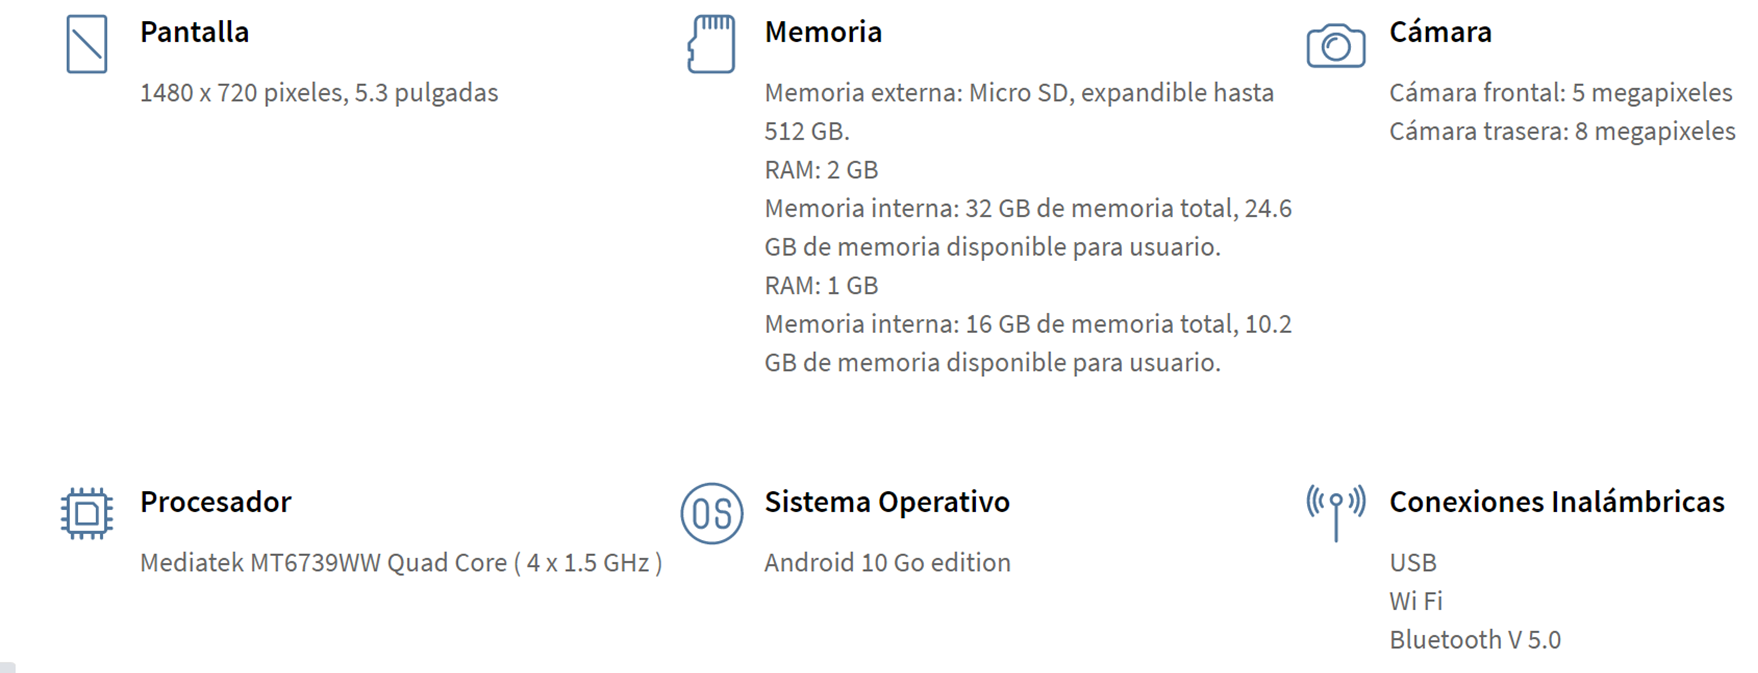 Pantalla
1480 x 720 pixeles, 5.3 pulgadas
Memoria
Memoria externa: Micro SD, expandible hasta
512 GB.
RAM: 2 GB
Memoria interna: 32 GB de memoria total, 24.6
GB de memoria disponible para usuario.
RAM: 1 GB
Memoria interna: 16 GB de memoria total, 10.2
GB de memoria disponible para usuario.
Cámara
Cámara frontal: 5 megapixeles
Cámara trasera: 8 megapixeles
Procesador
Mediatek MT6739WW Quad Core ( 4 x 1.5 GHz )
OS
Sistema Operativo
Android 10 Go edition
Conexiones Inalámbricas
USB
Wi Fi
Bluetooth V 5.0